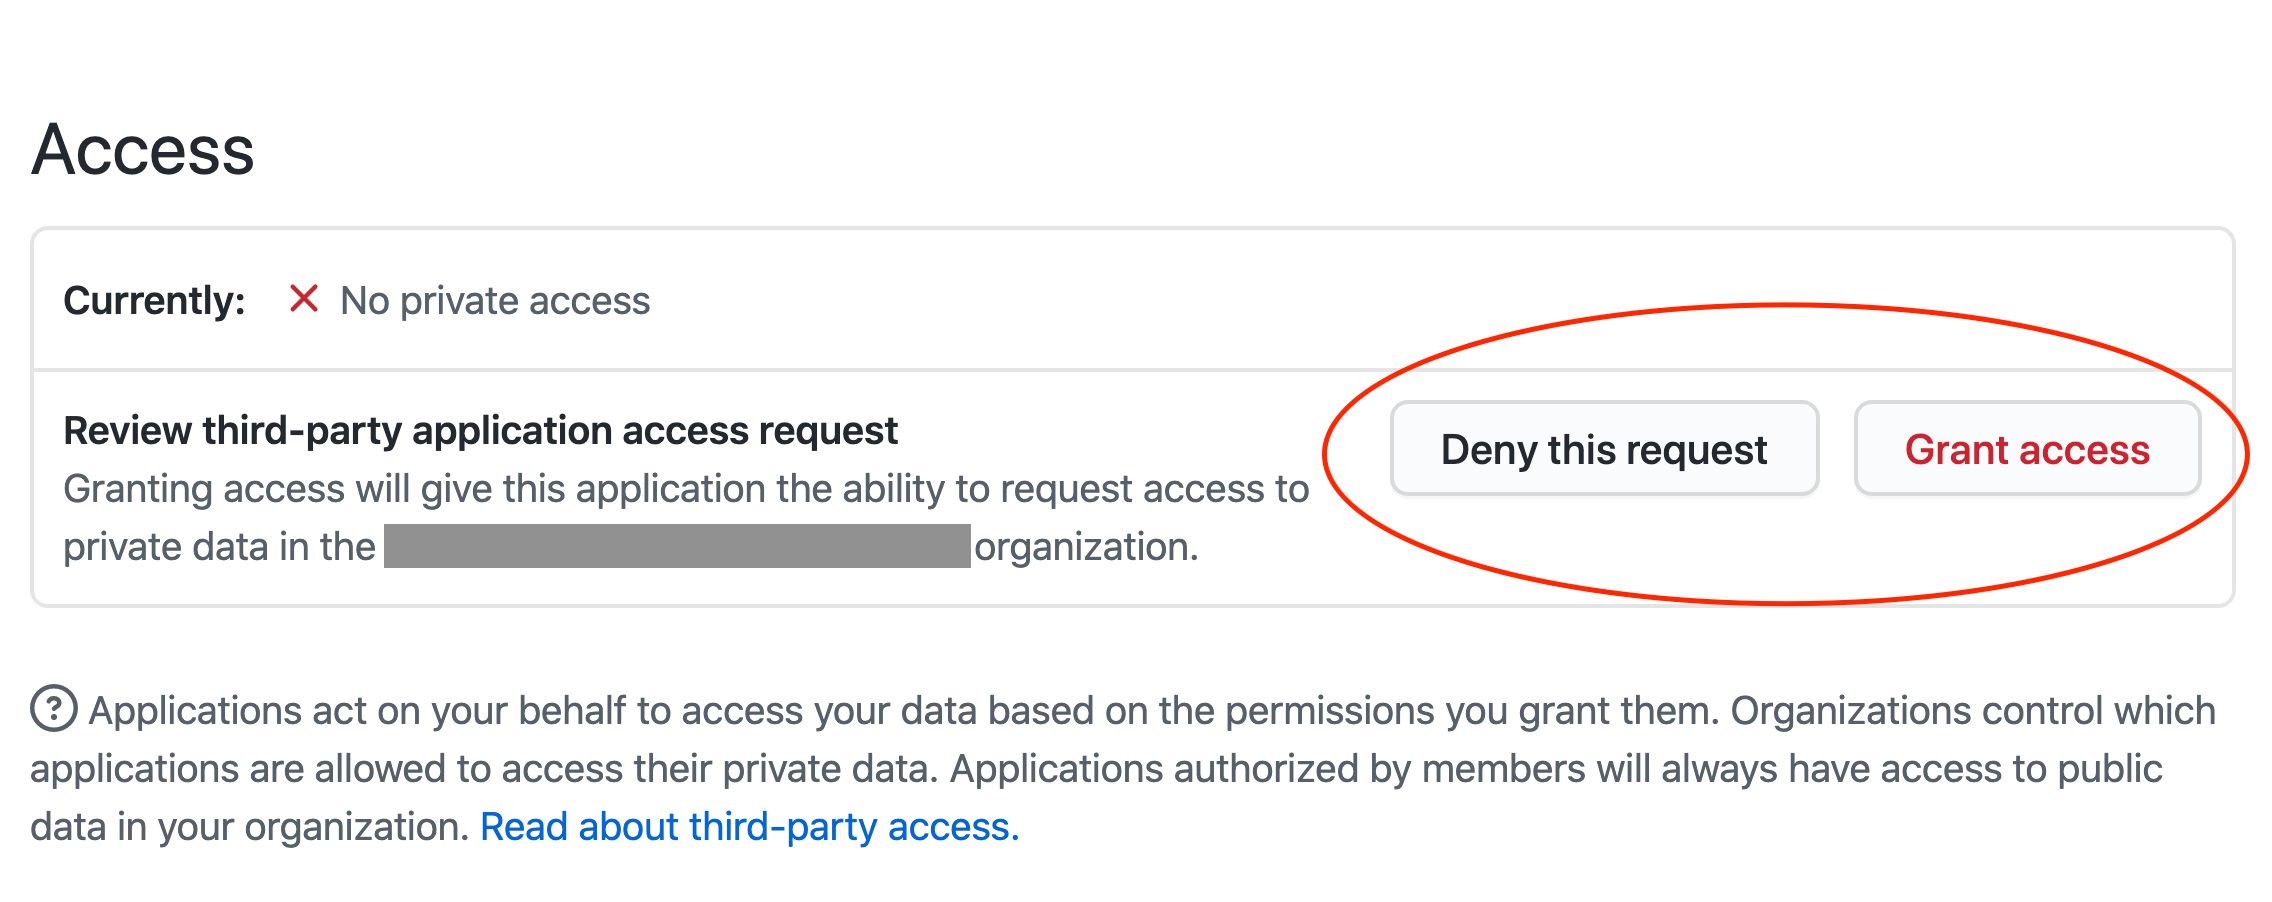 Access
Currently: No private access
Review third-party application access request
Granting access will give this application the ability to request access to
private data in the organization.
Deny this request
Grant access
Applications act on your behalf to access your data based on the permissions you grant them. Organizations control which
applications are allowed to access their private data. Applications authorized by members will always have access to public
data in your organization. Read about third-party access.